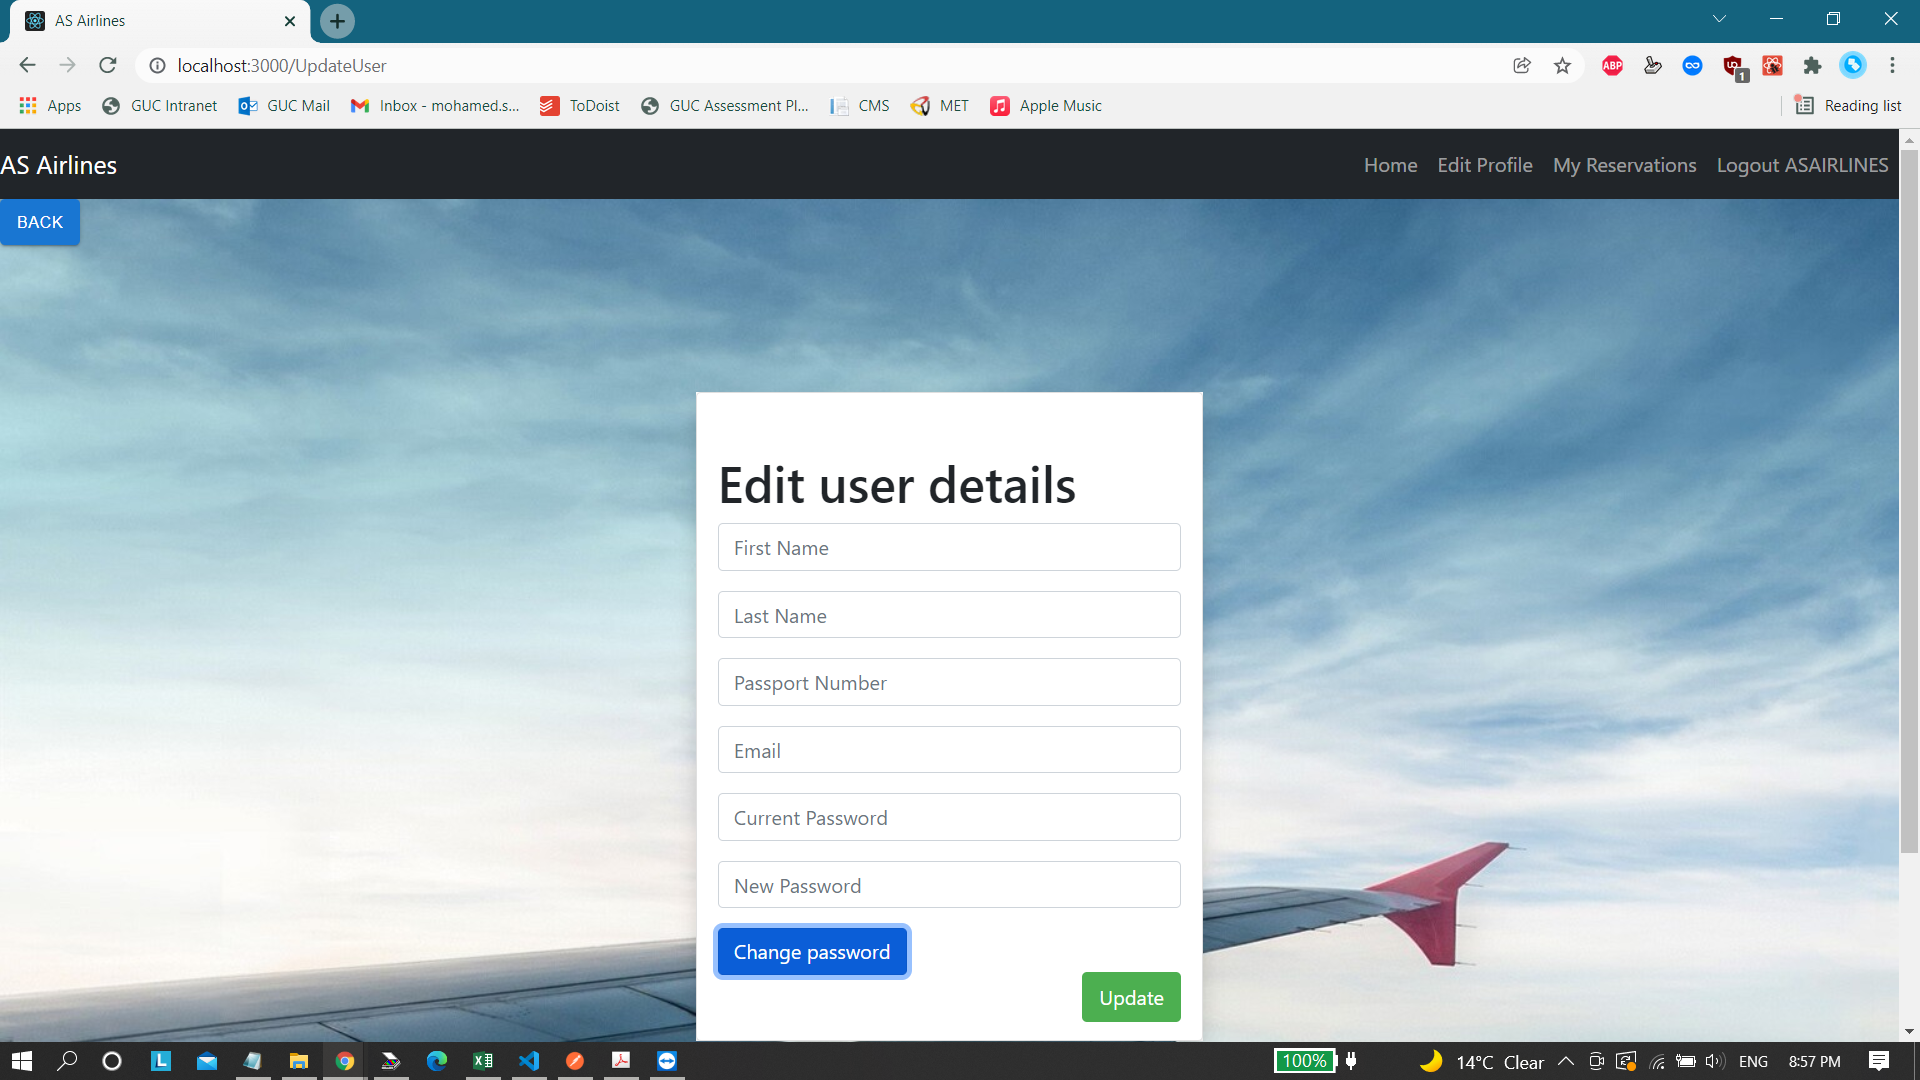 AS Airlines
localhost:3000/UpdateUser
ABP
1
Apps
GUC Intranet
GUC Mail
Inbox - mohamed.s...
ToDoist
GUC Assessment Pl...
CMS
MET
Apple Music
Reading list
AS Airlines
Home
Edit Profile
My Reservations
Logout ASAIRLINES
BACK
Edit user details
First Name
Last Name
Passport Number
Email
Current Password
New Password
Change password
Update
L
100%
14°C Clear
ENG
8:57 PM